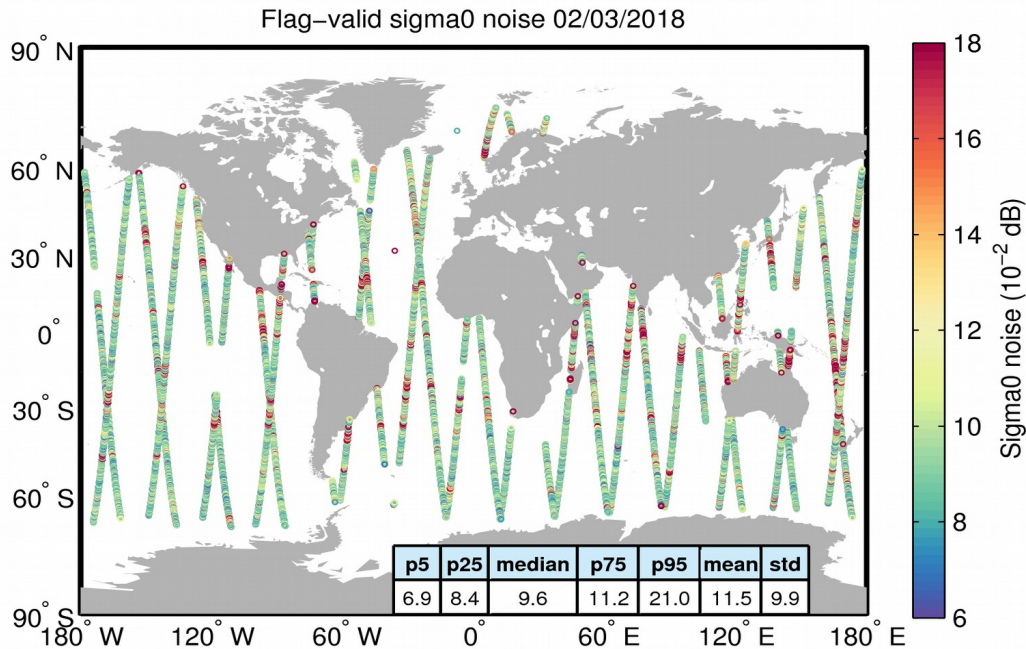 Flag−valid sigma0 noise 02/03/2018
90° N
60° N
30° N
0°
30° S
60° S
90° S
180° W
120° W
60° W
0°
60° E
120° E
180° E
p5 p25 median p75 p95 mean std
6.9 8.4 9.6 11.2 21.0 11.5 9.9
18
16
14
12
10
8
6
Sigma0 noise (10⁻² dB)